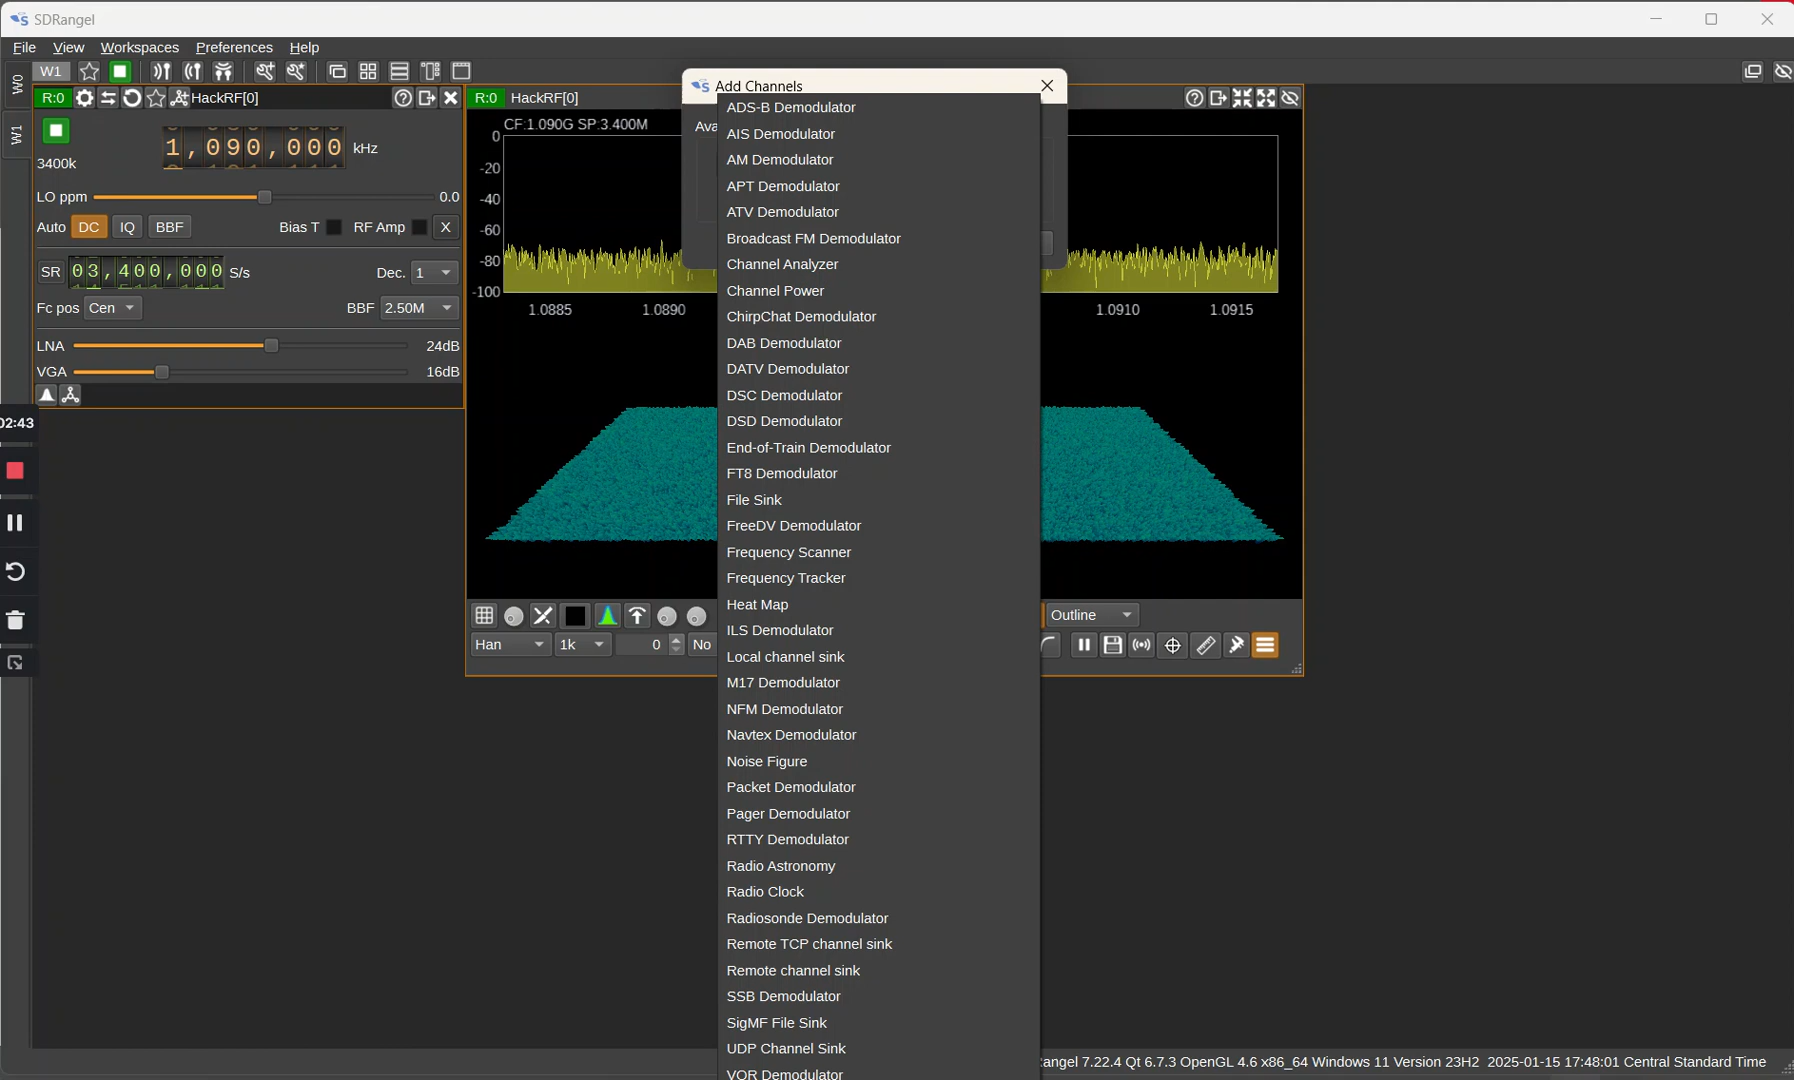 SDRangel
File View Workspaces Preferences Help
W0
W1
W1
R:0 HackRF[0]
3400k
1,090,000 kHz
LO ppm 0.0
Auto DC IQ BBF Bias T RF Amp X
SR 03,400,000 S/s Dec. 1
Fc pos Cen BBF 2.50M
LNA 24dB
VGA 16dB
02:43
R:0 HackRF[0]
CF:1.090G SP:3.400M
0
-20
-40
-60
-80
-100
1.0885 1.0890 1.0910 1.0915
Add Channels
Ava
ADS-B Demodulator
AIS Demodulator
AM Demodulator
APT Demodulator
ATV Demodulator
Broadcast FM Demodulator
Channel Analyzer
Channel Power
ChirpChat Demodulator
DAB Demodulator
DATV Demodulator
DSC Demodulator
DSD Demodulator
End-of-Train Demodulator
FT8 Demodulator
File Sink
FreeDV Demodulator
Frequency Scanner
Frequency Tracker
Heat Map
ILS Demodulator
Local channel sink
M17 Demodulator
NFM Demodulator
Navtex Demodulator
Noise Figure
Packet Demodulator
Pager Demodulator
RTTY Demodulator
Radio Astronomy
Radio Clock
Radiosonde Demodulator
Remote TCP channel sink
Remote channel sink
SSB Demodulator
SigMF File Sink
UDP Channel Sink
VOR Demodulator
Outline
Han 1k 0 No
angel 7.22.4 Qt 6.7.3 OpenGL 4.6 x86_64 Windows 11 Version 23H2 2025-01-15 17:48:01 Central Standard Time